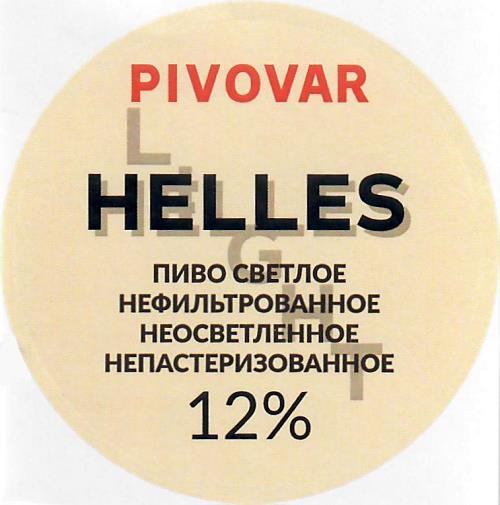 PIVOVAR
LIGHT
HELLES
ПИВО СВЕТЛОЕ
НЕФИЛЬТРОВАННОЕ
НЕОСВЕТЛЕННОЕ
НЕПАСТЕРИЗОВАННОЕ
12%